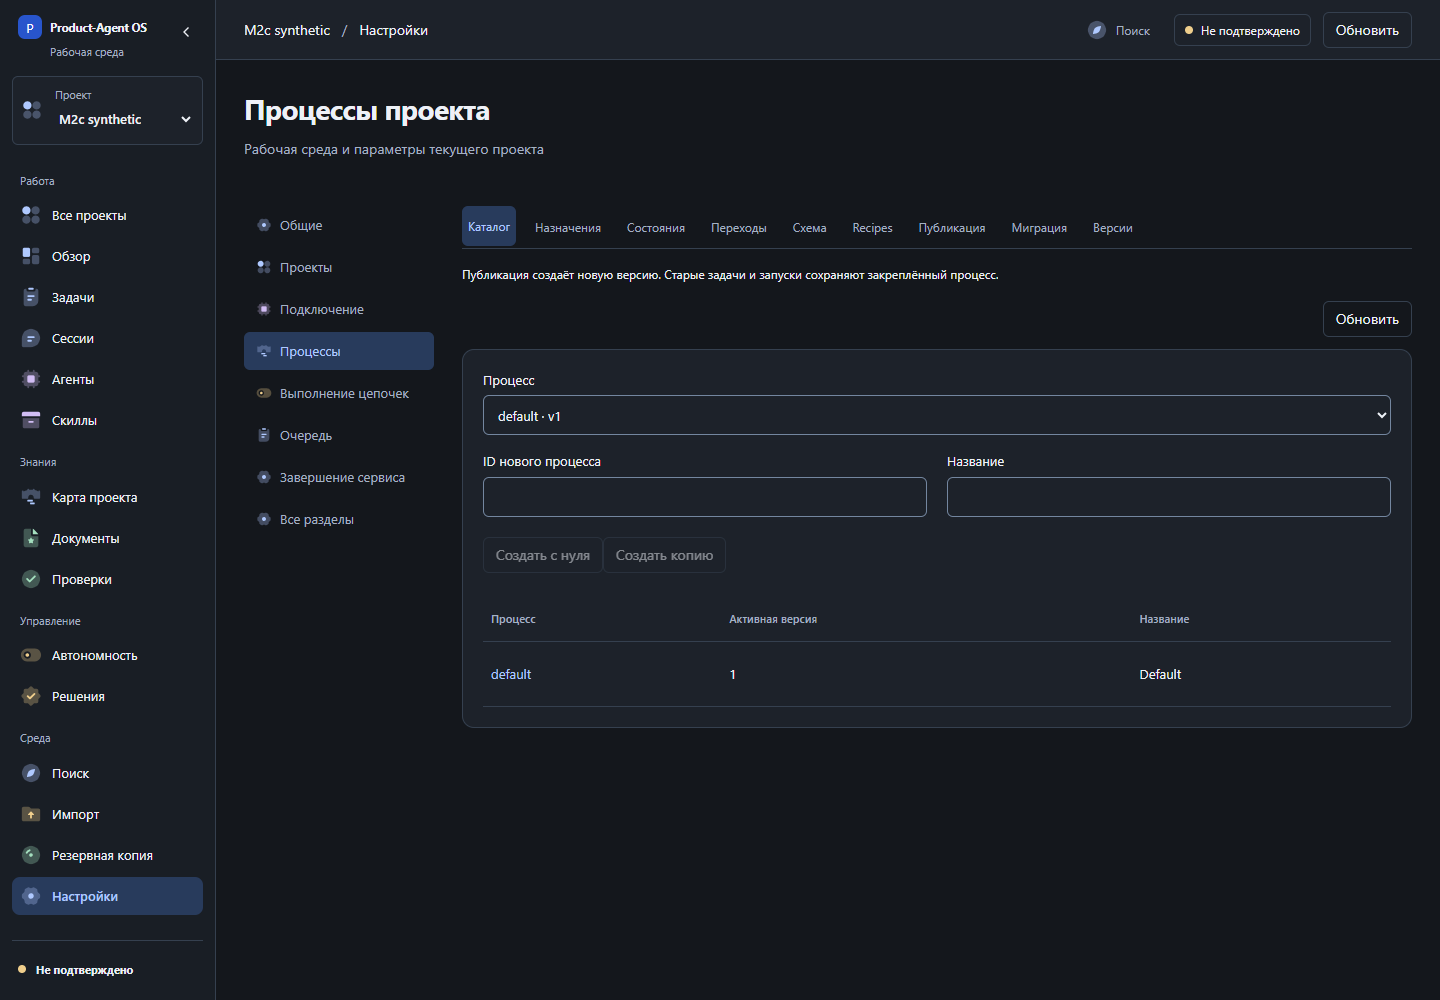 P
Product-Agent OS
Рабочая среда
Проект
M2c synthetic
Работа
Все проекты
Обзор
Задачи
Сессии
Агенты
Скиллы
Знания
Карта проекта
Документы
Проверки
Управление
Автономность
Решения
Среда
Поиск
Импорт
Резервная копия
Настройки
Не подтверждено
M2c synthetic / Настройки
Поиск
Не подтверждено
Обновить
Процессы проекта
Рабочая среда и параметры текущего проекта
Общие
Проекты
Подключение
Процессы
Выполнение цепочек
Очередь
Завершение сервиса
Все разделы
Каталог Назначения Состояния Переходы Схема Recipes Публикация Миграция Версии
Публикация создаёт новую версию. Старые задачи и запуски сохраняют закреплённый процесс.
Обновить
Процесс
default · v1
ID нового процесса Название
Создать с нуля Создать копию
Процесс Активная версия Название
default 1 Default